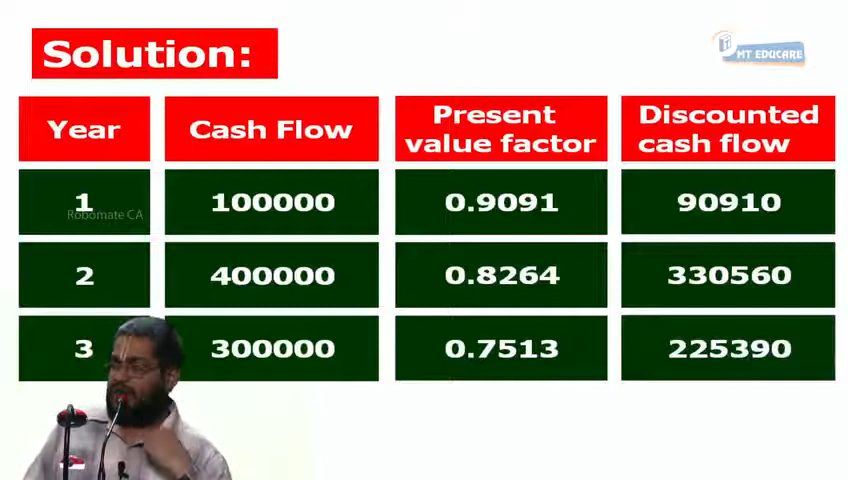 Solution:
MT EDUCARE
Year Cash Flow Present value factor Discounted cash flow
1 100000 0.9091 90910
Robomate CA
2 400000 0.8264 330560
3 300000 0.7513 225390